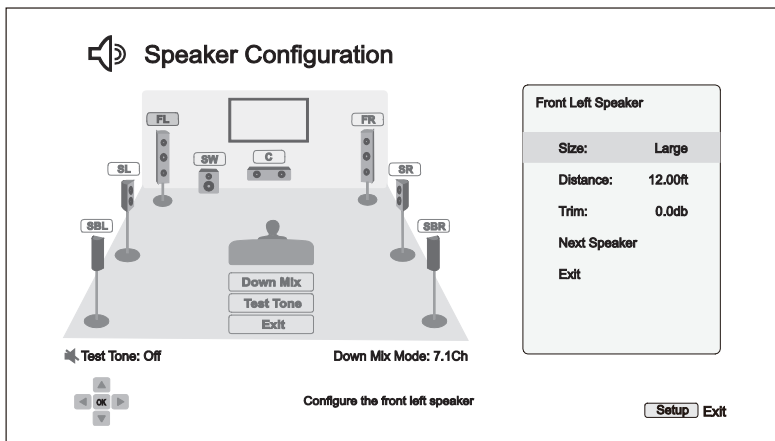 Speaker Configuration
FL
FR
SW
C
SL
SR
SBL
SBR
Down Mix
Test Tone
Exit
Test Tone: Off
Down Mix Mode: 7.1Ch
Front Left Speaker
Size: Large
Distance: 12.00ft
Trim: 0.0db
Next Speaker
Exit
OK
Configure the front left speaker
Setup Exit